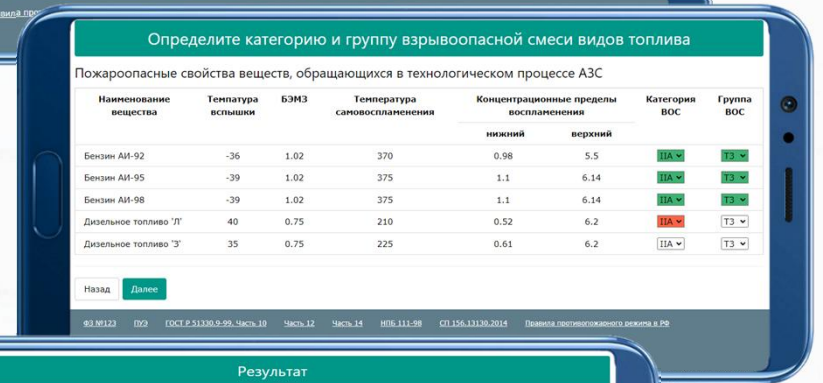 Определите категорию и группу взрывоопасной смеси видов топлива
Пожароопасные свойства веществ, обращающихся в технологическом процессе АЗС
Наименование вещества Темпатура вспышки БЭМЗ Температура самовоспламенения Концентрационные пределы воспламенения Категория ВОС Группа ВОС
нижний верхний
Бензин АИ-92 -36 1.02 370 0.98 5.5 IIA T3
Бензин АИ-95 -39 1.02 375 1.1 6.14 IIA T3
Бензин АИ-98 -39 1.02 375 1.1 6.14 IIA T3
Дизельное топливо 'Л' 40 0.75 210 0.52 6.2 IIA T3
Дизельное топливо 'З' 35 0.75 225 0.61 6.2 IIA T3
Назад Далее
ФЗ №123 ПУЭ ГОСТ Р 51330.9-99. Часть 10 Часть 12 Часть 14 НПБ 111-98 СП 156.13130.2014 Правила противопожарного режима в РФ
Результат